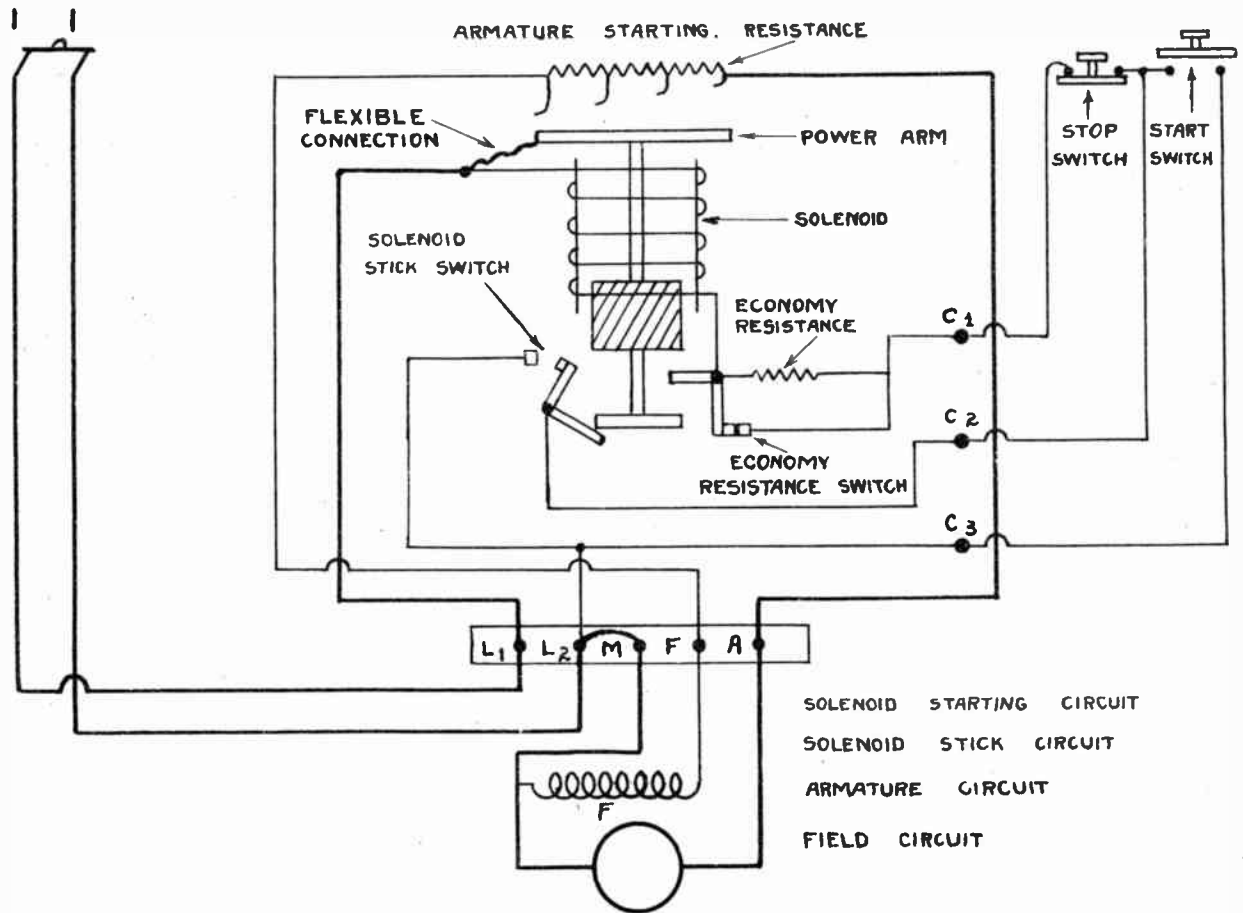 ARMATURE STARTING. RESISTANCE
FLEXIBLE
CONNECTION
POWER ARM
STOP
SWITCH
START
SWITCH
SOLENOID
SOLENOID
STICK SWITCH
ECONOMY
RESISTANCE
C1
C2
ECONOMY
RESISTANCE SWITCH
C3
L1 L2 M F A
SOLENOID STARTING CIRCUIT
SOLENOID STICK CIRCUIT
ARMATURE CIRCUIT
F
FIELD CIRCUIT